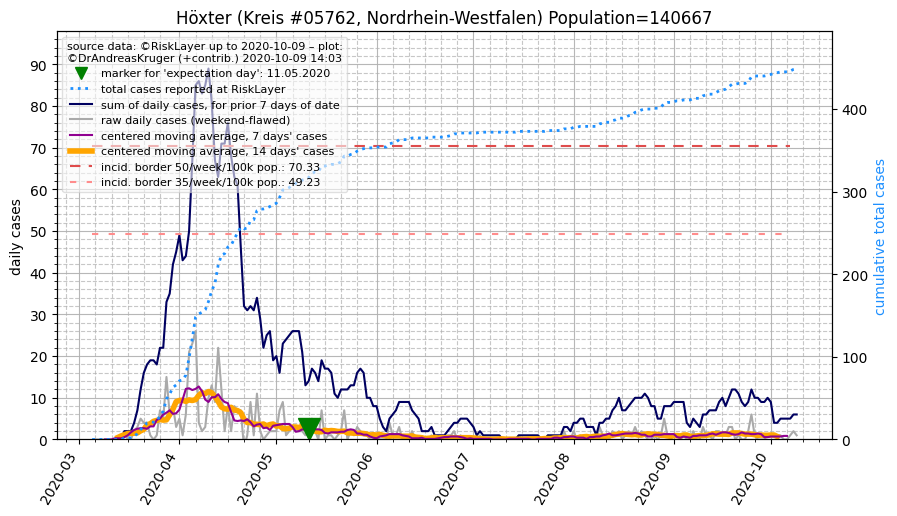 Höxter (Kreis #05762, Nordrhein-Westfalen) Population=140667
source data: ©RiskLayer up to 2020-10-09 – plot:
©DrAndreasKruger (+contrib.) 2020-10-09 14:03
marker for 'expectation day': 11.05.2020
total cases reported at RiskLayer
sum of daily cases, for prior 7 days of date
raw daily cases (weekend-flawed)
centered moving average, 7 days' cases
centered moving average, 14 days' cases
incid. border 50/week/100k pop.: 70.33
incid. border 35/week/100k pop.: 49.23
daily cases
90
80
70
60
50
40
30
20
10
0
cumulative total cases
400
300
200
100
0
2020-03
2020-04
2020-05
2020-06
2020-07
2020-08
2020-09
2020-10